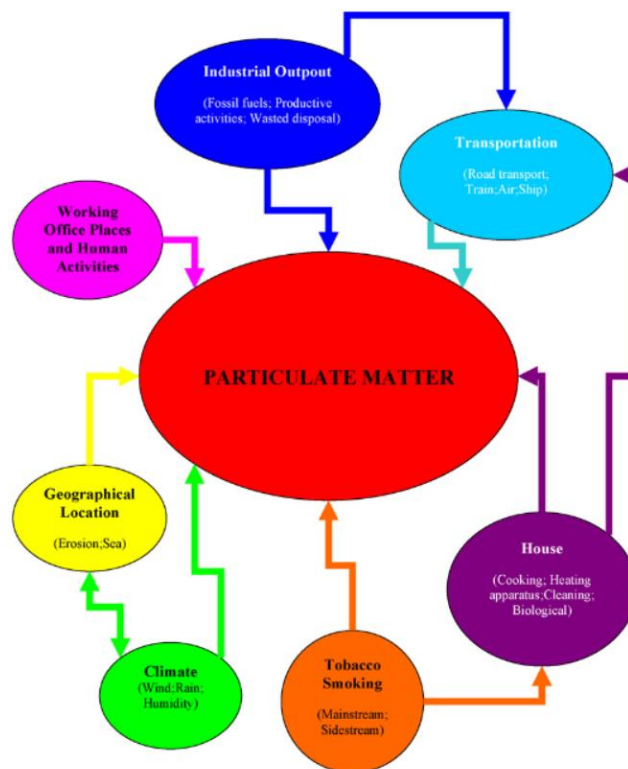 Industrial Outpout
(Fossil fuels; Productive
activities; Wasted disposal)
Transportation
(Road transport;
Train;Air;Ship)
Working
Office Places
and Human
Activities
PARTICULATE MATTER
Geographical
Location
(Erosion;Sea)
House
(Cooking; Heating
apparatus;Cleaning;
Biological)
Climate
(Wind;Rain;
Humidity)
Tobacco
Smoking
(Mainstream;
Sidestream)